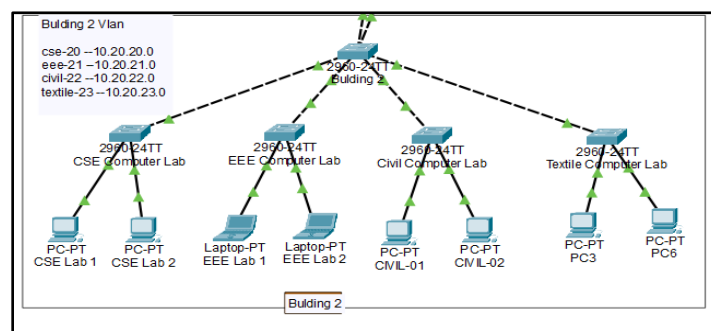 Bulding 2 Vlan
cse-20 --10.20.20.0
eee-21 --10.20.21.0
civil-22 --10.20.22.0
textile-23 --10.20.23.0
2960-24TT
Bulding 2
2960-24TT
CSE Computer Lab
2960-24TT
EEE Computer Lab
2960-24TT
Civil Computer Lab
2960-24TT
Textile Computer Lab
PC-PT
CSE Lab 1
PC-PT
CSE Lab 2
Laptop-PT
EEE Lab 1
Laptop-PT
EEE Lab 2
PC-PT
CIVIL-01
PC-PT
CIVIL-02
PC-PT
PC3
PC-PT
PC6
Bulding 2